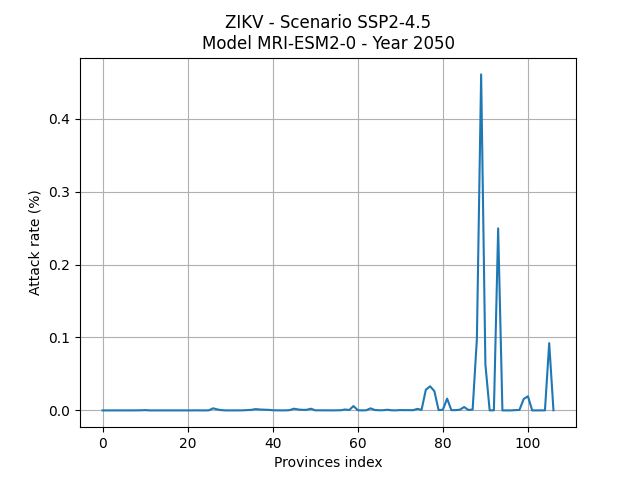 ZIKV - Scenario SSP2-4.5
Model MRI-ESM2-0 - Year 2050
Attack rate (%)
0.4
0.3
0.2
0.1
0.0
0 20 40 60 80 100
Provinces index